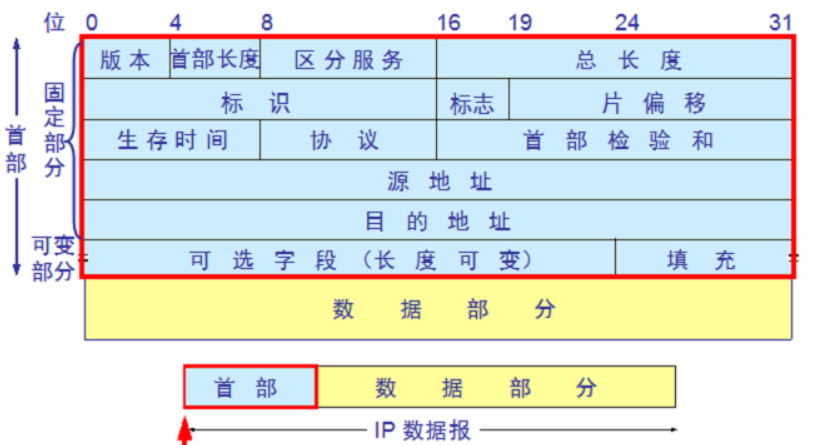 位 0 4 8 16 19 24 31
版本 首部长度 区分服务 总长度
标识 标志 片偏移
生存时间 协议 首部检验和
源地址
目的地址
可选字段（长度可变） 填充
数据部分
首部
固定部分
可变部分
首部 数据部分
IP 数据报